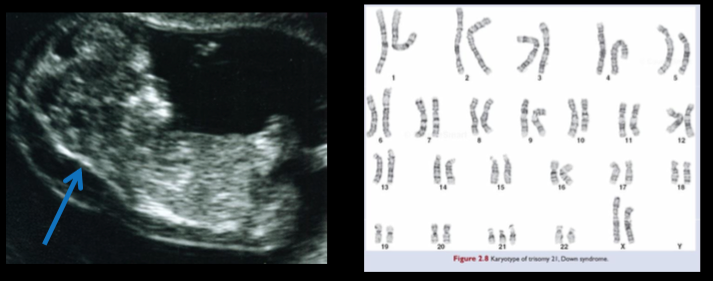 1 2 3 4 5
6 7 8 9 10 11 12
13 14 15 16 17 18
19 20 21 22 X Y
Figure 2.8 Karyotype of trisomy 21, Down syndrome.